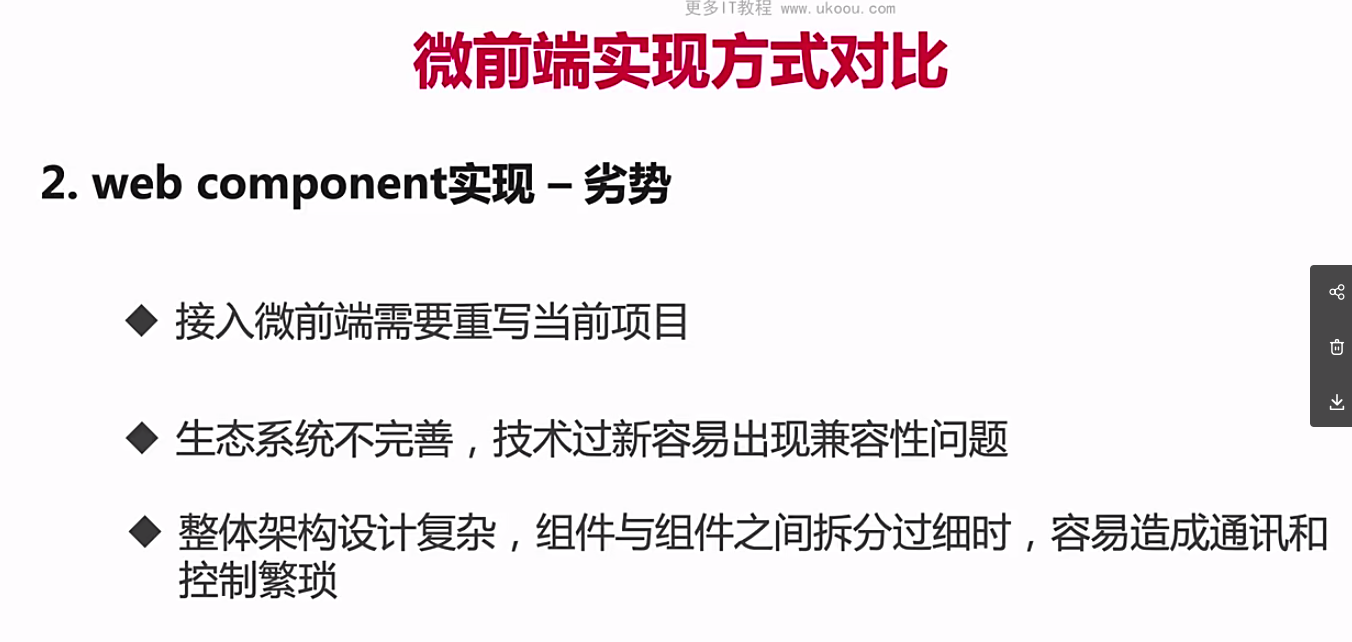 更多IT教程 www.ukoou.com
微前端实现方式对比
2. web component实现 – 劣势
◆ 接入微前端需要重写当前项目
◆ 生态系统不完善，技术过新容易出现兼容性问题
◆ 整体架构设计复杂，组件与组件之间拆分过细时，容易造成通讯和
控制繁琐